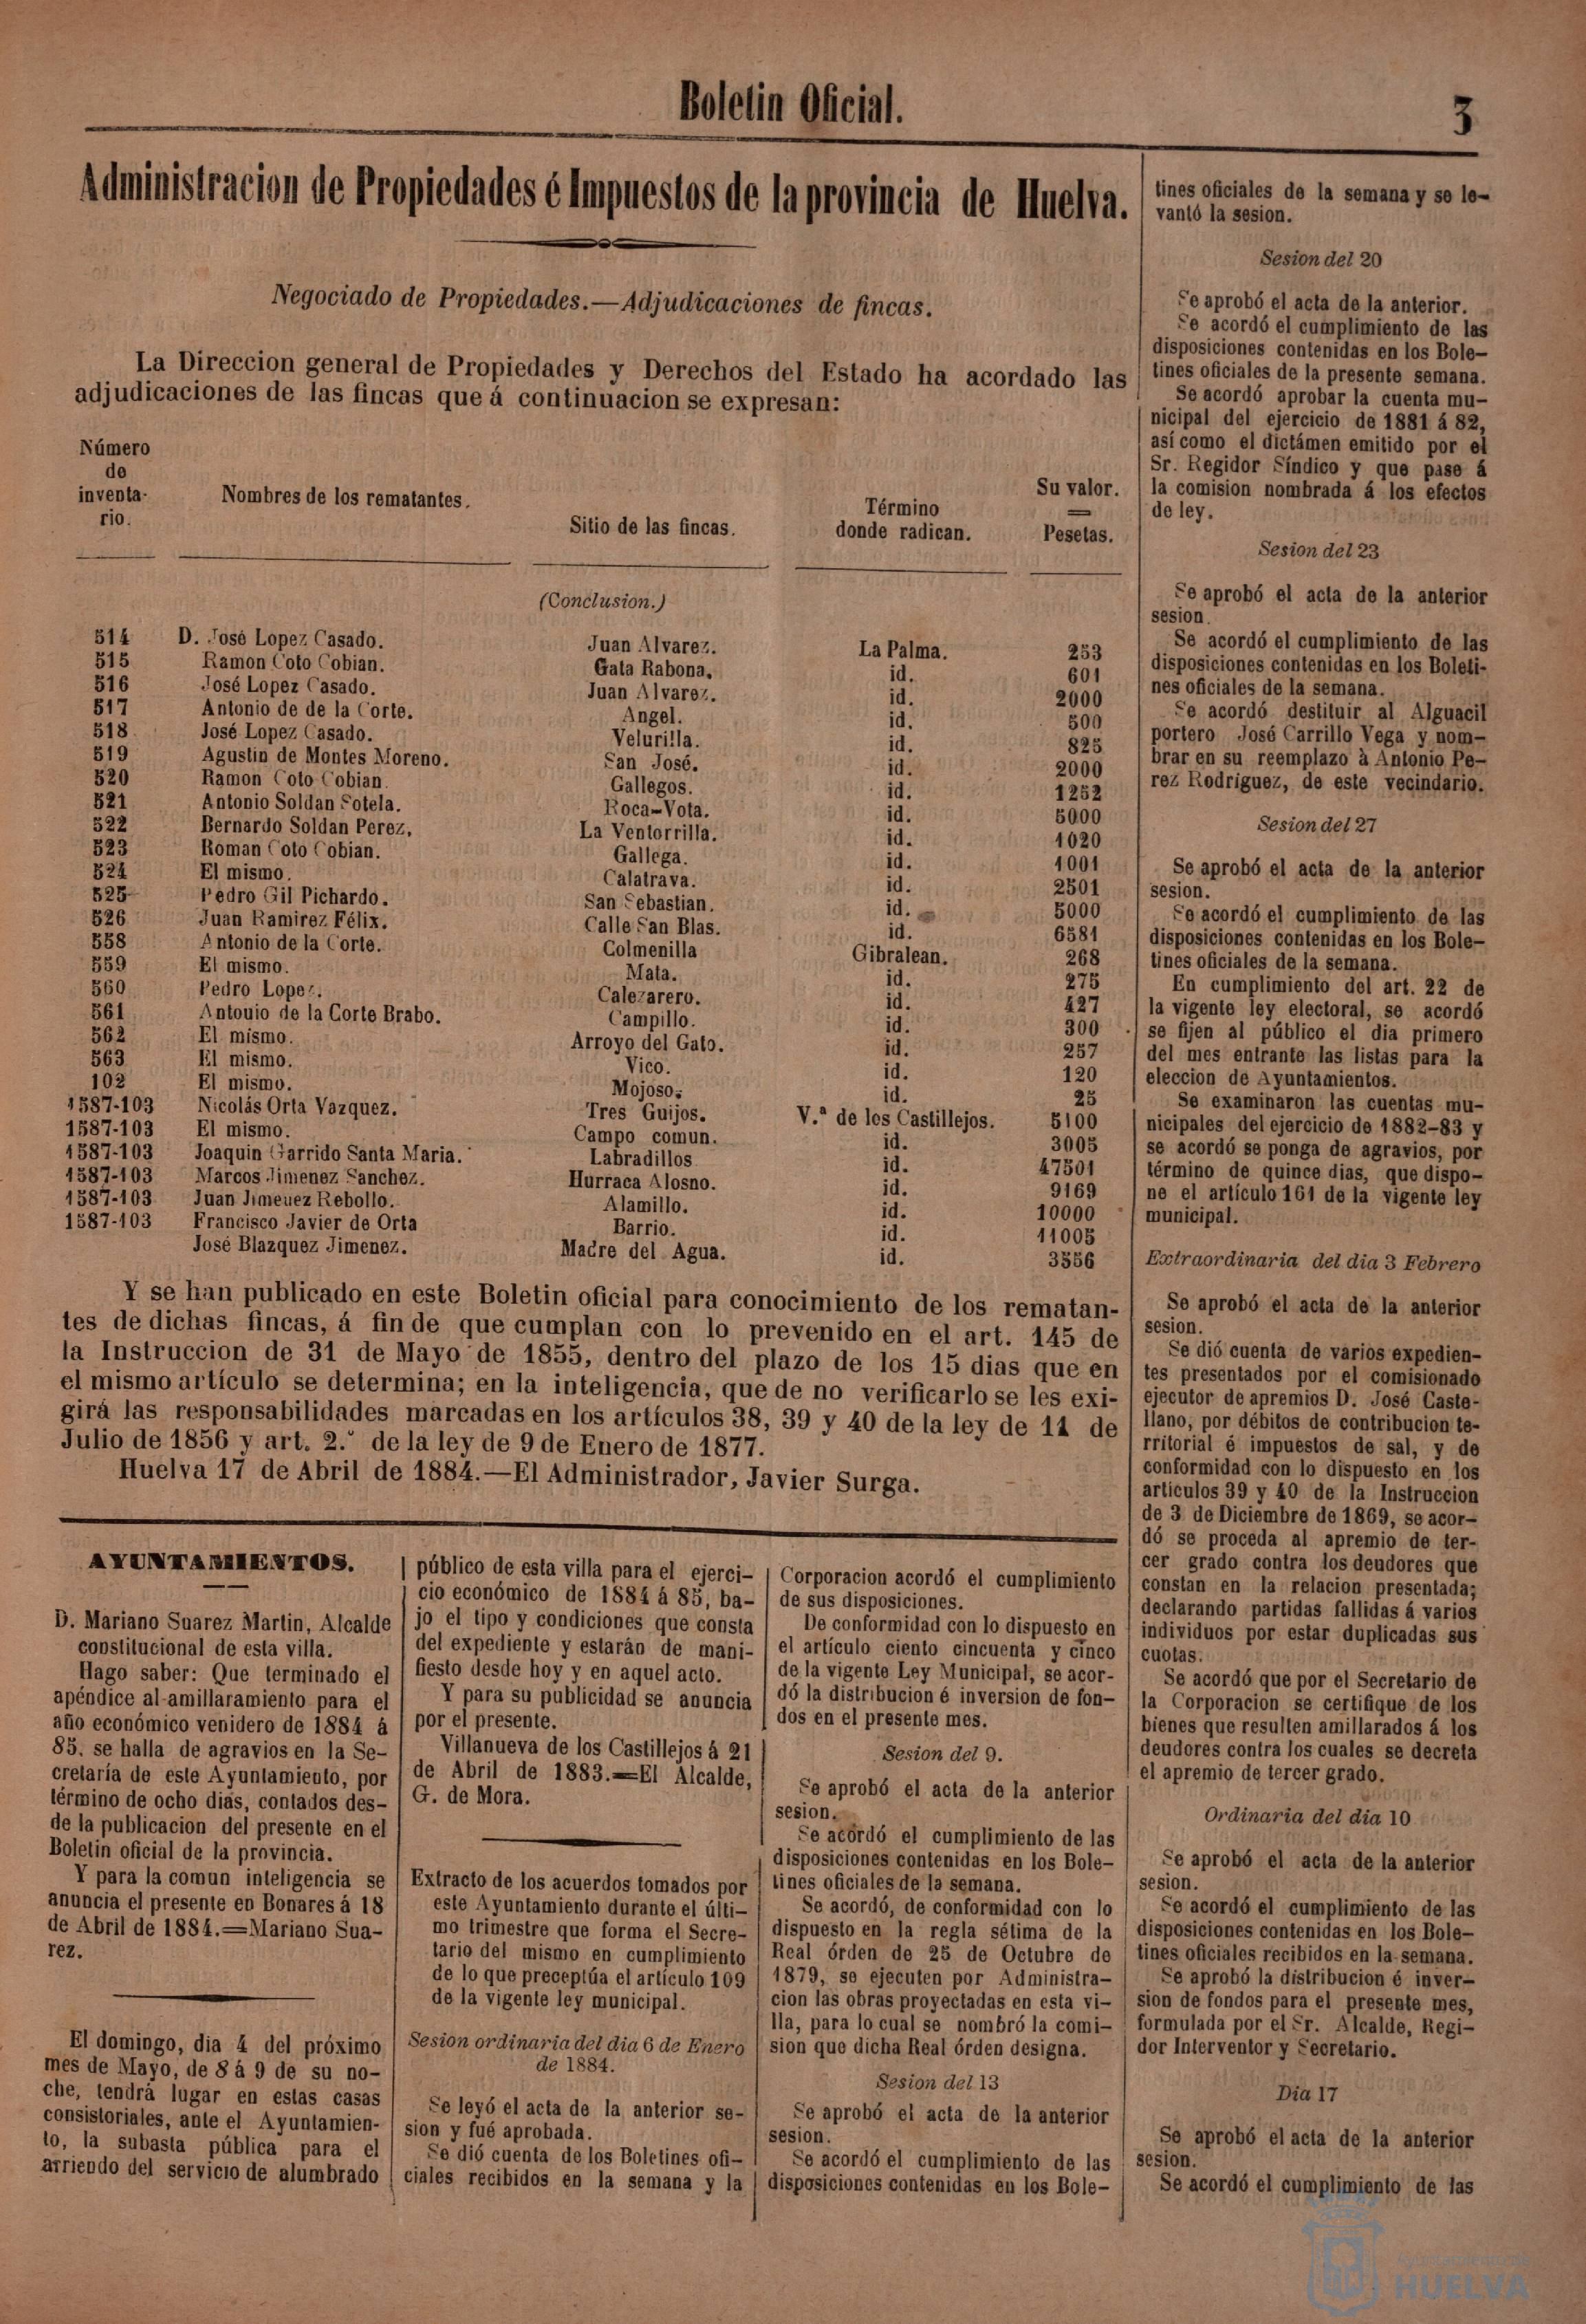 Boletin Oficial.
3
Administracion de Propiedades é Impuestos de la provincia de Huelva.
Negociado de Propiedades.—Adjudicaciones de fincas.
La Direccion general de Propiedades y Derechos del Estado ha acordado las
adjudicaciones de las fincas que á continuacion se expresan:
Número
de
inventa-
rio.
Nombres de los rematantes.
Sitio de las fincas.
Término
donde radican.
Su valor.
=
Pesetas.
(Conclusion.)
514 D. José Lopez Casado. Juan Alvarez. La Palma. 253
515 Ramon Coto Cobian. Gata Rabona. id. 601
516 José Lopez Casado. Juan Alvarez. id. 2000
517 Antonio de de la Corte. Angel. id. 500
518 José Lopez Casado. Velurilla. id. 825
519 Agustin de Montes Moreno. San José. id. 2000
520 Ramon Coto Cobian. Gallegos. id. 1252
521 Antonio Soldan Sotela. Roca-Vota. id. 5000
522 Bernardo Soldan Perez, La Ventorrilla. id. 1020
523 Roman Coto Cobian. Gallega. id. 1001
524 El mismo. Calatrava. id. 2501
525 Pedro Gil Pichardo. San Sebastian. id. 5000
526 Juan Ramirez Félix. Calle San Blas. id. 6581
558 Antonio de la Corte. Colmenilla Gibralean. 268
559 El mismo. Mata. id. 275
560 Pedro Lopez. Calezarero. id. 427
561 Antouio de la Corte Brabo. Campillo. id. 300
562 El mismo. Arroyo del Gato. id. 257
563 El mismo. Vico. id. 120
102 El mismo. Mojoso. id. 25
1587-103 Nicolás Orta Vazquez. Tres Guijos. V.ª de los Castillejos. 5100
1587-103 El mismo. Campo comun. id. 3005
1587-103 Joaquin Garrido Santa Maria. Labradillos id. 47501
1587-103 Marcos Jimenez Sanchez. Hurraca Alosno. id. 9169
1587-103 Juan Jimeuez Rebollo. Alamillo. id. 10000
1587-103 Francisco Javier de Orta Barrio. id. 11005
José Blazquez Jimenez. Madre del Agua. id. 3556
Y se han publicado en este Boletin oficial para conocimiento de los rematan-
tes de dichas fincas, á fin de que cumplan con lo prevenido en el art. 145 de
la Instruccion de 31 de Mayo de 1855, dentro del plazo de los 15 dias que en
el mismo artículo se determina; en la inteligencia, que de no verificarlo se les exi-
girá las responsabilidades marcadas en los artículos 38, 39 y 40 de la ley de 11 de
Julio de 1856 y art. 2.° de la ley de 9 de Enero de 1877.
Huelva 17 de Abril de 1884.—El Administrador, Javier Surga.
AYUNTAMIENTOS.
D. Mariano Suarez Martin, Alcalde
constitucional de esta villa.
Hago saber: Que terminado el
apéndice al amillaramiento para el
año económico venidero de 1884 á
85. se halla de agravios en la Se-
cretaría de este Ayuntamiento, por
término de ocho dias, contados des-
de la publicacion del presente en el
Boletin oficial de la provincia.
Y para la comun inteligencia se
anuncia el presente en Bonares á 18
de Abril de 1884.=Mariano Sua-
rez.
El domingo, dia 4 del próximo
mes de Mayo, de 8 á 9 de su no-
che, tendrá lugar en estas casas
consistoriales, ante el Ayuntamien-
to, la subasta pública para el
arriendo del servicio de alumbrado
público de esta villa para el ejerci-
cio económico de 1884 á 85, ba-
jo el tipo y condiciones que consta
del expediente y estarán de mani-
fiesto desde hoy y en aquel acto.
Y para su publicidad se anuncia
por el presente.
Villanueva de los Castillejos á 21
de Abril de 1883.=El Alcalde,
G. de Mora.
Extracto de los acuerdos tomados por
este Ayuntamiento durante el últi-
mo trimestre que forma el Secre-
tario del mismo en cumplimiento
de lo que preceptúa el artículo 109
de la vigente ley municipal.
Sesion ordinaria del dia 6 de Enero
de 1884.
Se leyó el acta de la anterior se-
sion y fué aprobada.
Se dió cuenta de los Boletines ofi-
ciales recibidos en la semana y la
Corporacion acordó el cumplimiento
de sus disposiciones.
De conformidad con lo dispuesto en
el artículo ciento cincuenta y cinco
de la vigente Ley Municipal, se acor-
dó la distribucion é inversion de fon-
dos en el presente mes.
Sesion del 9.
Se aprobó el acta de la anterior
sesion.
Se acordó el cumplimiento de las
disposiciones contenidas en los Bole-
tines oficiales de la semana.
Se acordó, de conformidad con lo
dispuesto en la regla sétima de la
Real órden de 25 de Octubre de
1879, se ejecuten por Administra-
cion las obras proyectadas en esta vi-
lla, para lo cual se nombró la comi-
sion que dicha Real órden designa.
Sesion del 13
Se aprobó el acta de la anterior
sesion.
Se acordó el cumplimiento de las
disposiciones contenidas en los Bole-
tines oficiales de la semana y se le-
vantó la sesion.
Sesion del 20
Se aprobó el acta de la anterior.
Se acordó el cumplimiento de las
disposiciones contenidas en los Bole-
tines oficiales de la presente semana.
Se acordó aprobar la cuenta mu-
nicipal del ejercicio de 1881 á 82,
así como el dictámen emitido por el
Sr. Regidor Síndico y que pase á
la comision nombrada á los efectos
de ley.
Sesion del 23
Se aprobó el acta de la anterior
sesion.
Se acordó el cumplimiento de las
disposiciones contenidas en los Boleti-
nes oficiales de la semana.
Se acordó destituir al Alguacil
portero José Carrillo Vega y nom-
brar en su reemplazo à Antonio Pe-
rez Rodriguez, de este vecindario.
Sesion del 27
Se aprobó el acta de la anterior
sesion.
Se acordó el cumplimiento de las
disposiciones contenidas en los Bole-
tines oficiales de la semana.
En cumplimiento del art. 22 de
la vigente ley electoral, se acordó
se fijen al público el dia primero
del mes entrante las listas para la
eleccion de Ayuntamientos.
Se examinaron las cuentas mu-
nicipales del ejercicio de 1882-83 y
se acordó se ponga de agravios, por
término de quince dias, que dispo-
ne el artículo 161 de la vigente ley
municipal.
Extraordinaria del dia 3 Febrero
Se aprobó el acta de la anterior
sesion.
Se dió cuenta de varios expedien-
tes presentados por el comisionado
ejecutor de apremios D. José Caste-
llano, por débitos de contribucion te-
rritorial é impuestos de sal, y de
conformidad con lo dispuesto en los
artículos 39 y 40 de la Instruccion
de 3 de Diciembre de 1869, se acor-
dó se proceda al apremio de ter-
cer grado contra los deudores que
constan en la relacion presentada;
declarando partidas fallidas á varios
individuos por estar duplicadas sus
cuotas.
Se acordó que por el Secretario de
la Corporacion se certifique de los
bienes que resulten amillarados á los
deudores contra los cuales se decreta
el apremio de tercer grado.
Ordinaria del dia 10
Se aprobó el acta de la anterior
sesion.
Se acordó el cumplimiento de las
disposiciones contenidas en los Bole-
tines oficiales recibidos en la semana.
Se aprobó la distribucion é inver-
sion de fondos para el presente mes,
formulada por el Sr. Alcalde, Regi-
dor Interventor y Secretario.
Dia 17
Se aprobó el acta de la anterior
sesion.
Se acordó el cumplimiento de las
HUELVA